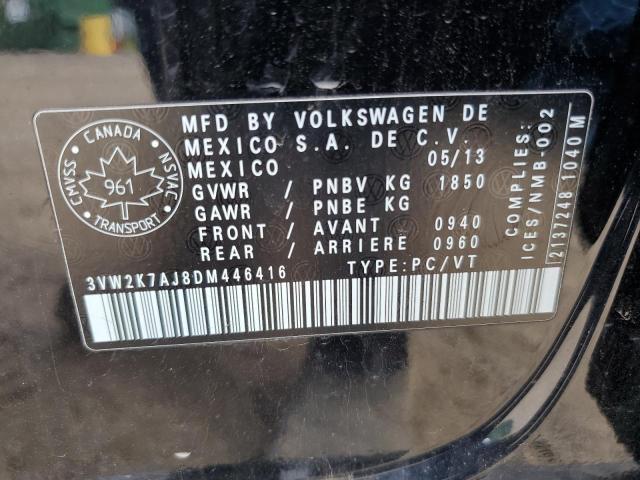 CANADA
CMVSS
NSVAC
961
TRANSPORT
MFD BY VOLKSWAGEN DE
MEXICO S.A. DE C.V.
MEXICO 05/13
GVWR / PNBV KG 1850
GAWR / PNBE KG
FRONT / AVANT 0940
REAR / ARRIERE 0960
3VW2K7AJ8DM446416 TYPE:PC/VT
COMPLIES:
ICES/NMB-002
2137248 1040 M